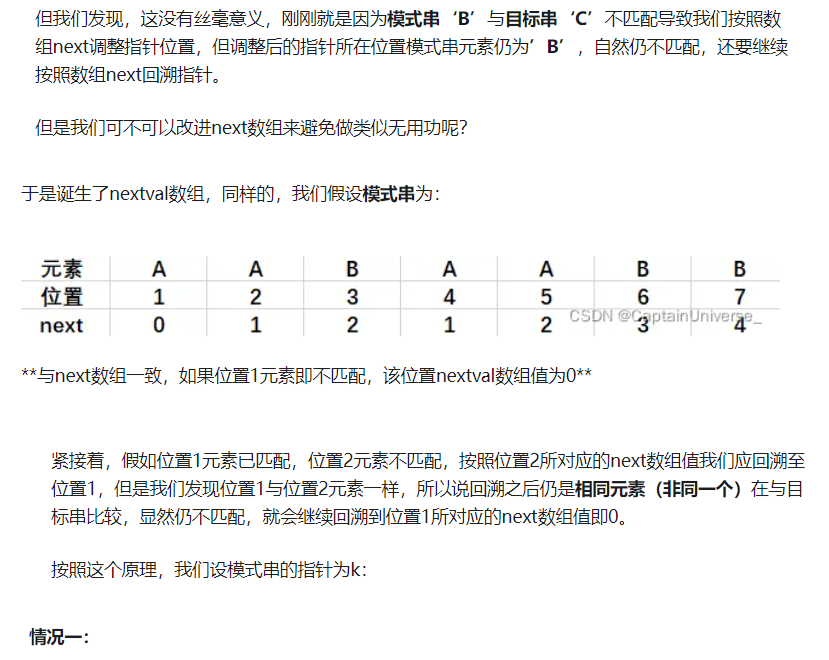 但我们发现，这没有丝毫意义，刚刚就是因为模式串‘B’与目标串‘C’不匹配导致我们按照数
组next调整指针位置，但调整后的指针所在位置模式串元素仍为’B’，自然仍不匹配，还要继续
按照数组next回溯指针。
但是我们可不可以改进next数组来避免做类似无用功呢？
于是诞生了nextval数组，同样的，我们假设模式串为：
元素 A A B A A B B
位置 1 2 3 4 5 6 7
next 0 1 2 1 2 3 4
CSDN @CaptainUniverse_
**与next数组一致，如果位置1元素即不匹配，该位置nextval数组值为0**
紧接着，假如位置1元素已匹配，位置2元素不匹配，按照位置2所对应的next数组值我们应回溯至
位置1，但是我们发现位置1与位置2元素一样，所以说回溯之后仍是相同元素（非同一个）在与目
标串比较，显然仍不匹配，就会继续回溯到位置1所对应的next数组值即0。
按照这个原理，我们设模式串的指针为k：
情况一：